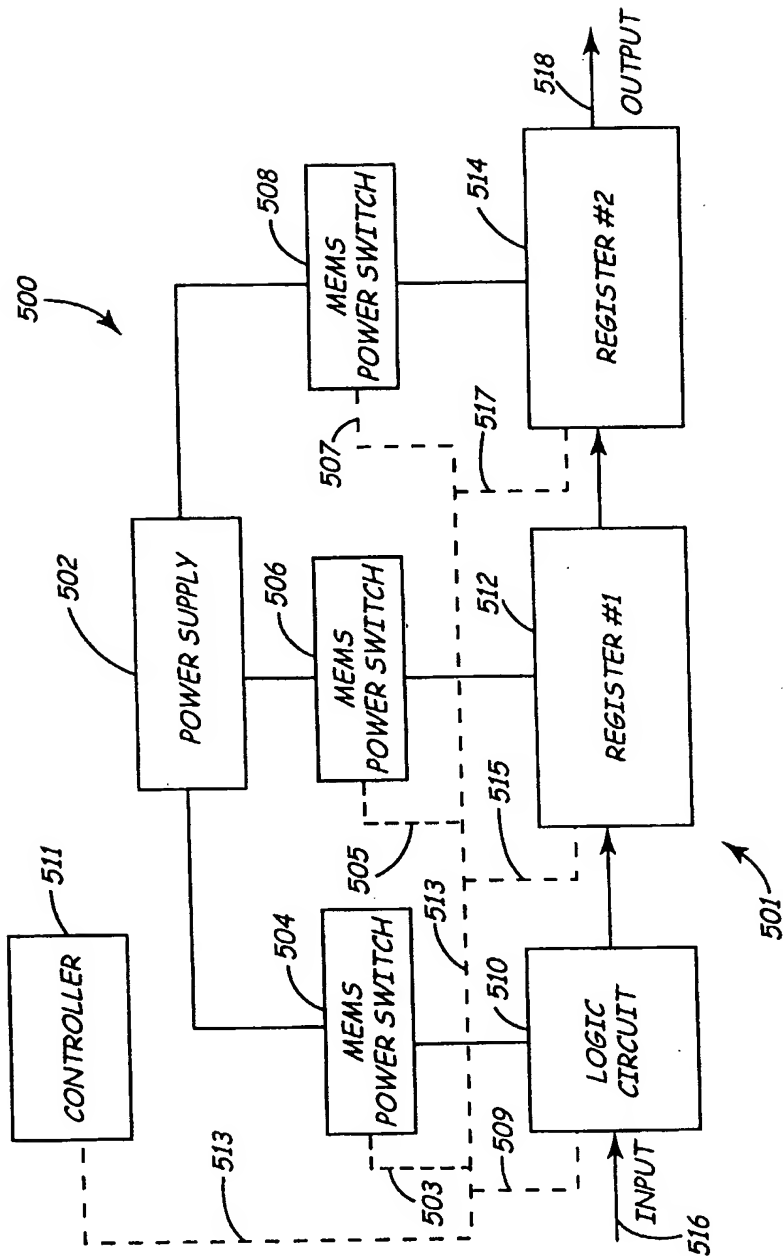 500
502
POWER SUPPLY
511
CONTROLLER
504
MEMS
POWER SWITCH
506
MEMS
POWER SWITCH
508
MEMS
POWER SWITCH
503
505
507
513
513
509
515
517
510
LOGIC
CIRCUIT
512
REGISTER #1
514
REGISTER #2
INPUT
516
518
OUTPUT
501